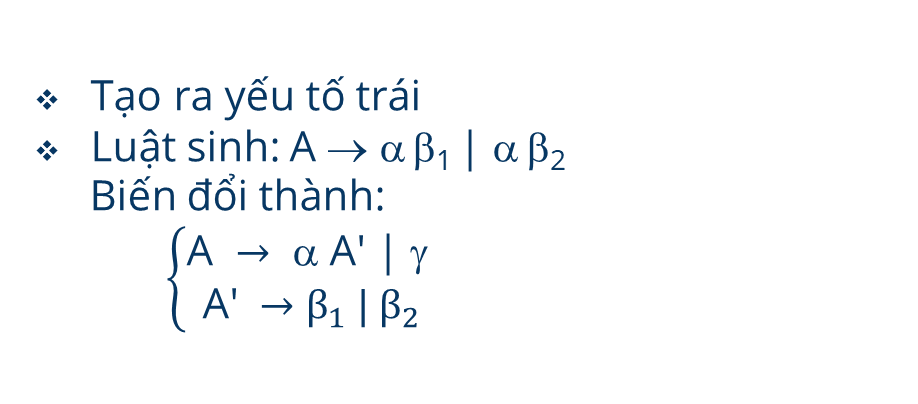 ❖ Tạo ra yếu tố trái
❖ Luật sinh: A → α β₁ | α β₂
Biến đổi thành:
A → α A' | γ
A' → β₁ | β₂